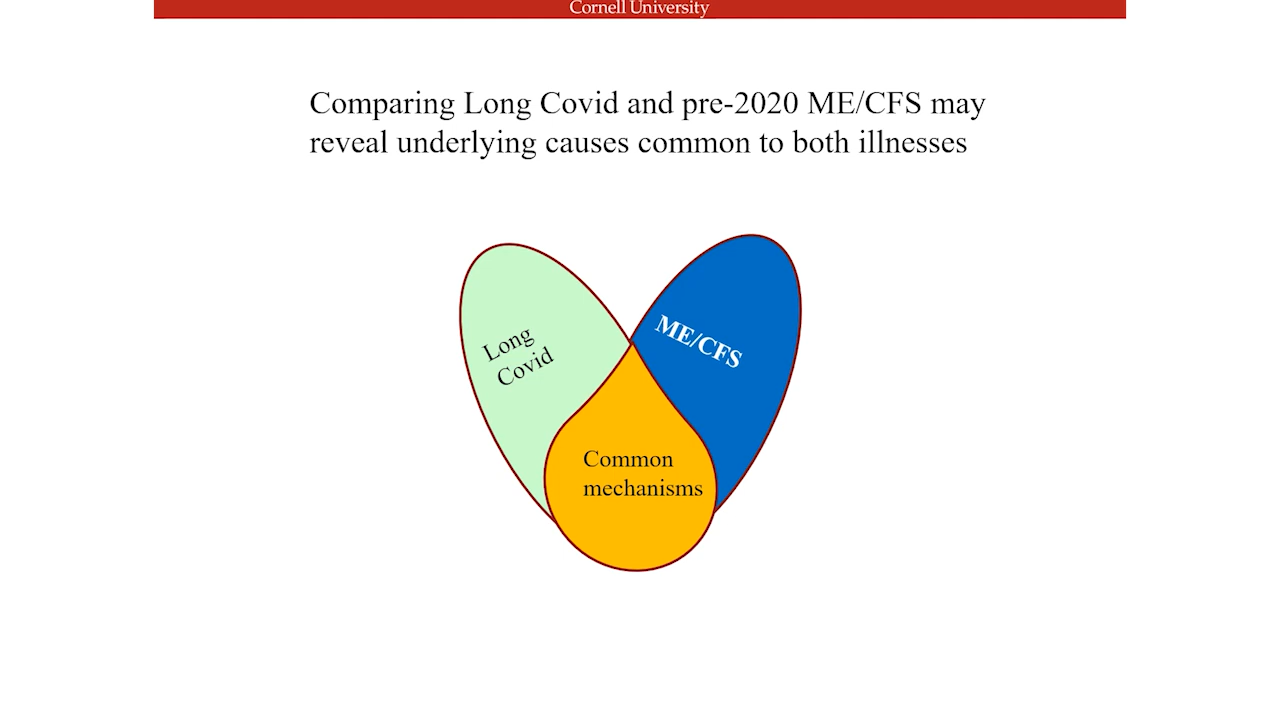 Cornell University
Comparing Long Covid and pre-2020 ME/CFS may
reveal underlying causes common to both illnesses
Long
Covid
ME/CFS
Common
mechanisms